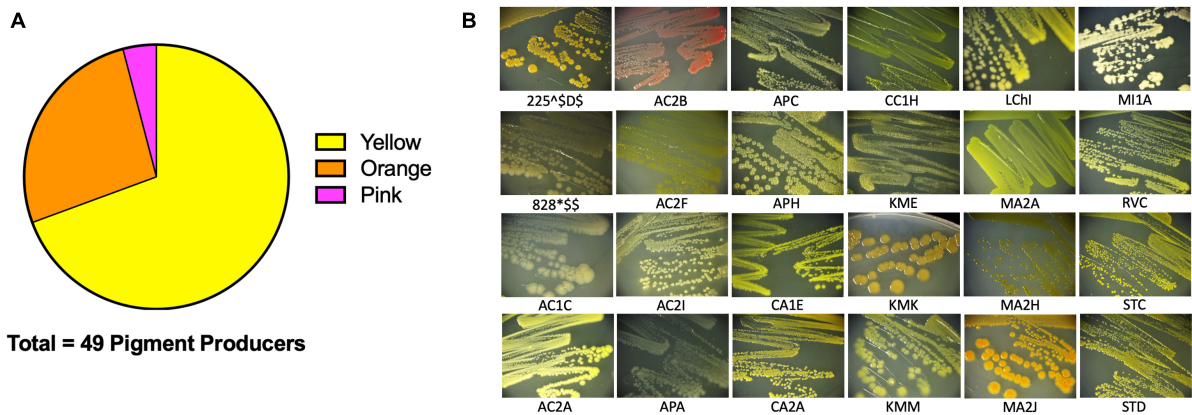 A
Yellow
Orange
Pink
Total = 49 Pigment Producers
B
225^$D$ AC2B APC CC1H LChI MI1A
828*$$ AC2F APH KME MA2A RVC
AC1C AC2I CA1E KMK MA2H STC
AC2A APA CA2A KMM MA2J STD